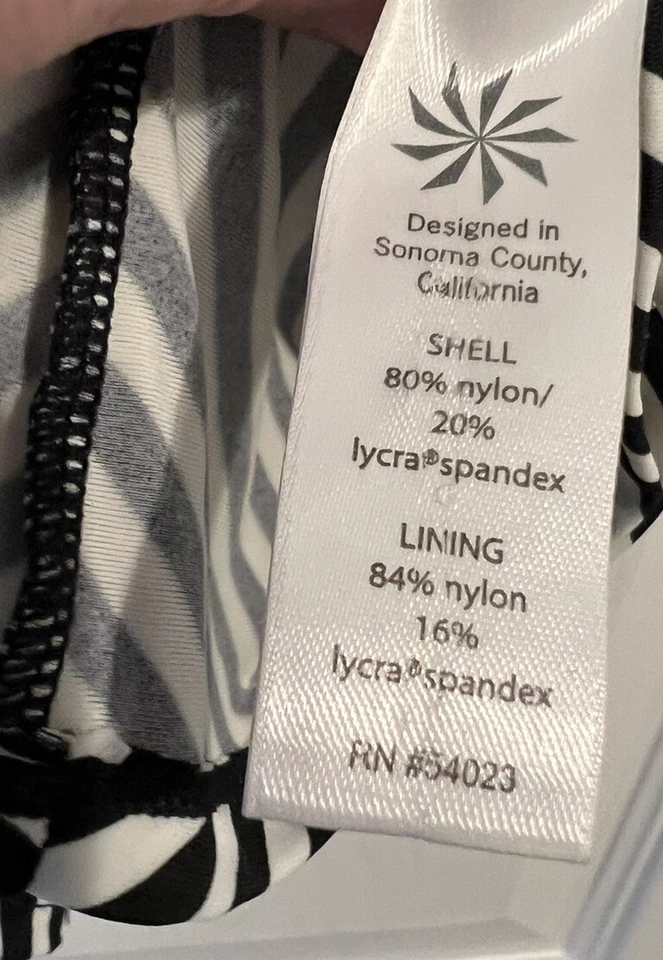 Designed in
Sonoma County,
California
SHELL
80% nylon/
20%
lycra®spandex
LINING
84% nylon
16%
lycra®spandex
RN #54023